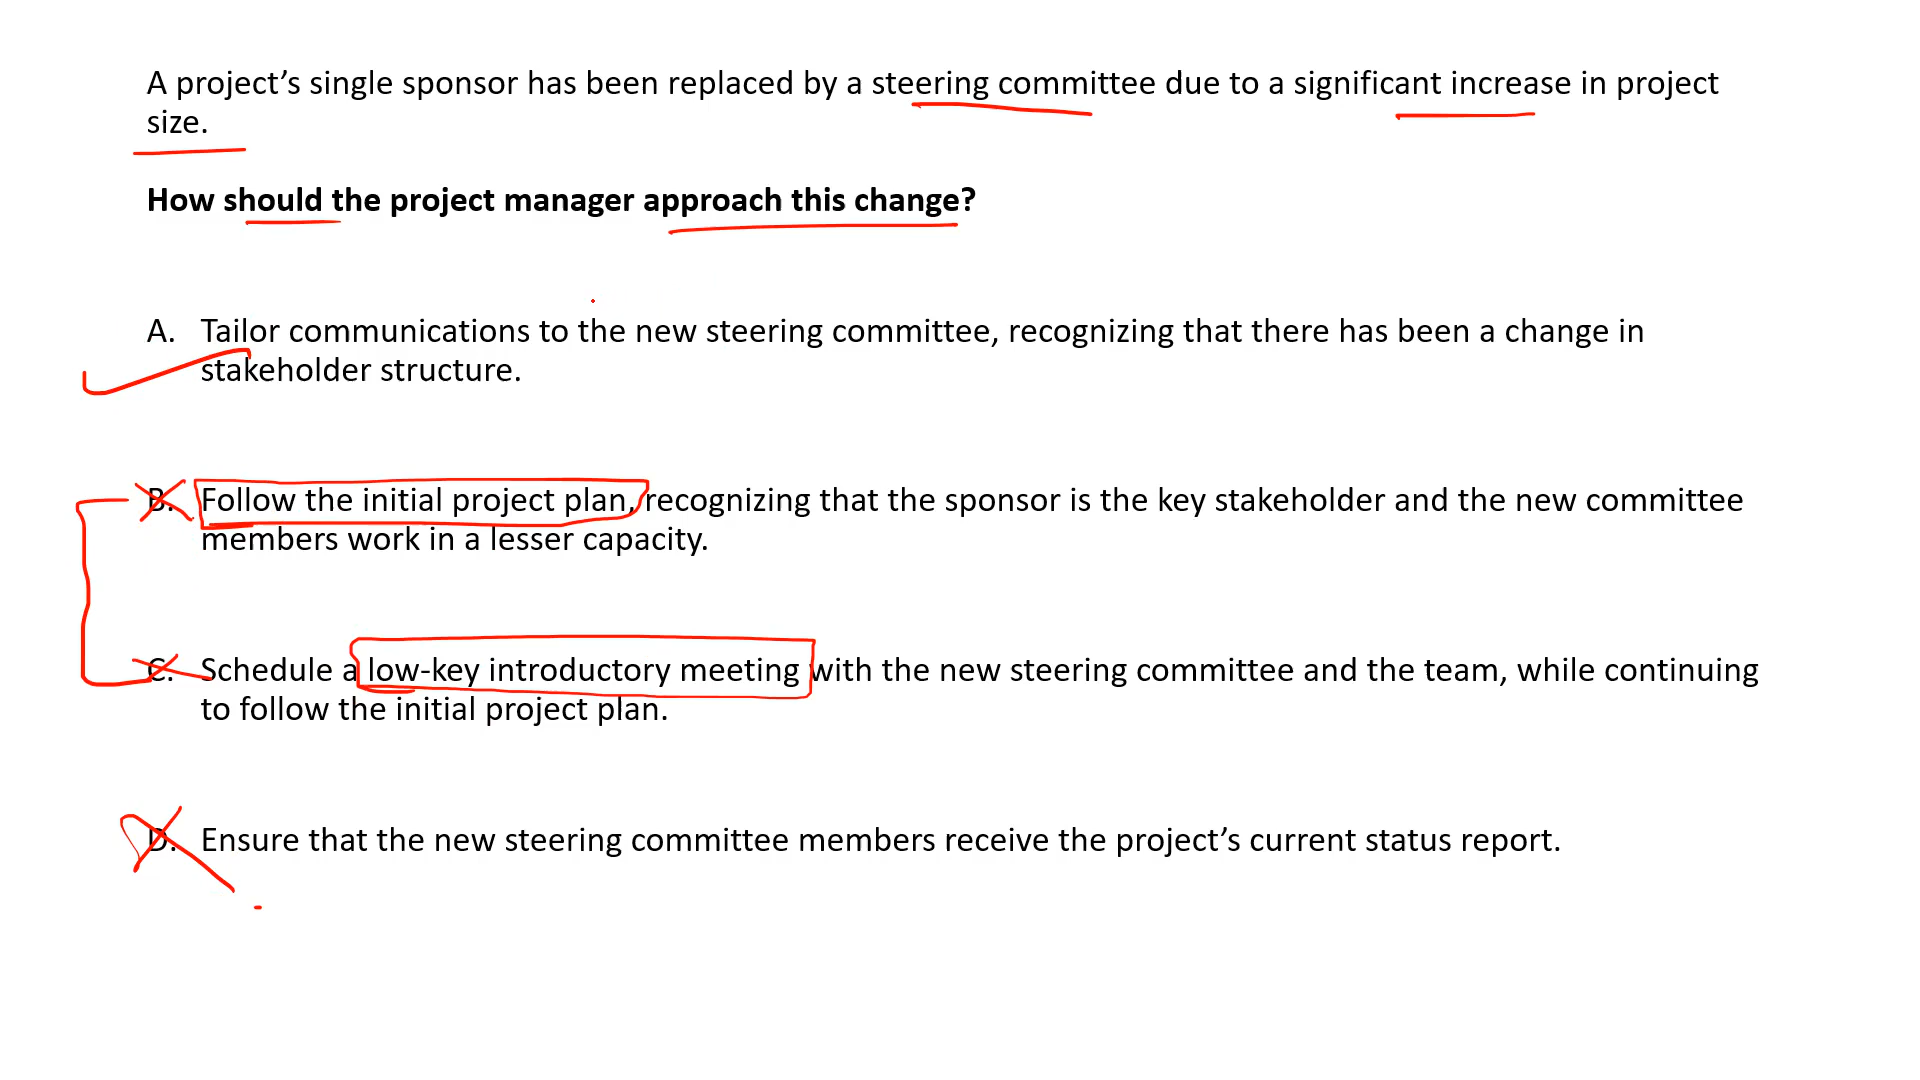 A project’s single sponsor has been replaced by a steering committee due to a significant increase in project
size.
How should the project manager approach this change?
A. Tailor communications to the new steering committee, recognizing that there has been a change in
stakeholder structure.
B. Follow the initial project plan, recognizing that the sponsor is the key stakeholder and the new committee
members work in a lesser capacity.
C. Schedule a low-key introductory meeting with the new steering committee and the team, while continuing
to follow the initial project plan.
D. Ensure that the new steering committee members receive the project’s current status report.